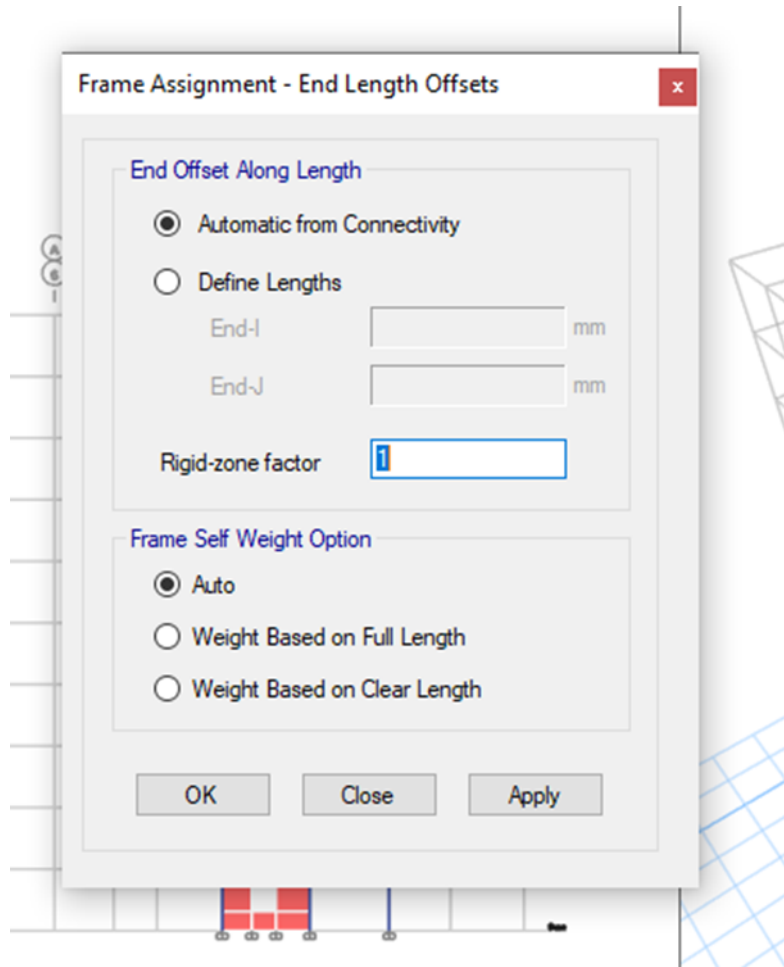 Frame Assignment - End Length Offsets
x
End Offset Along Length
Automatic from Connectivity
Define Lengths
End-I mm
End-J mm
Rigid-zone factor 1
Frame Self Weight Option
Auto
Weight Based on Full Length
Weight Based on Clear Length
OK Close Apply